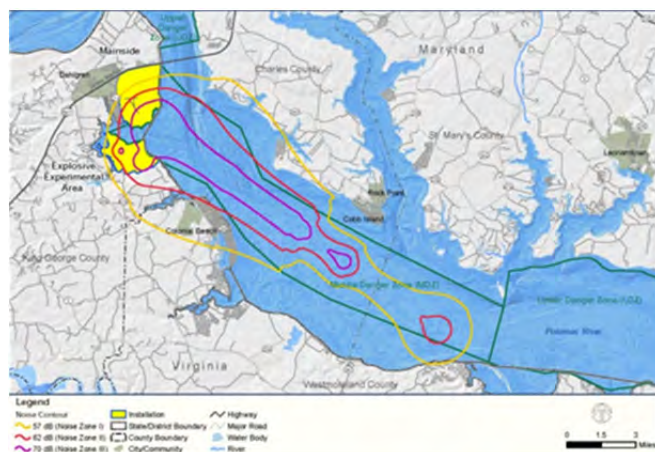 Upper
Danger
Mainside
Maryland
Dahlgren
Charles County
St. Mary's County
Leonardtown
Explosive
Experimental
Area
Rock Point
Cobb Island
Colonial Beach
King George County
Middle Danger Zone (MDZ)
Lower Danger Zone (LDZ)
Potomac River
Virginia
Westmoreland County
Legend
Noise Contour
57 dB (Noise Zone I)
62 dB (Noise Zone II)
70 dB (Noise Zone III)
Installation
State/District Boundary
County Boundary
City/Community
Highway
Major Road
Water Body
River
0 1.5 3
Miles